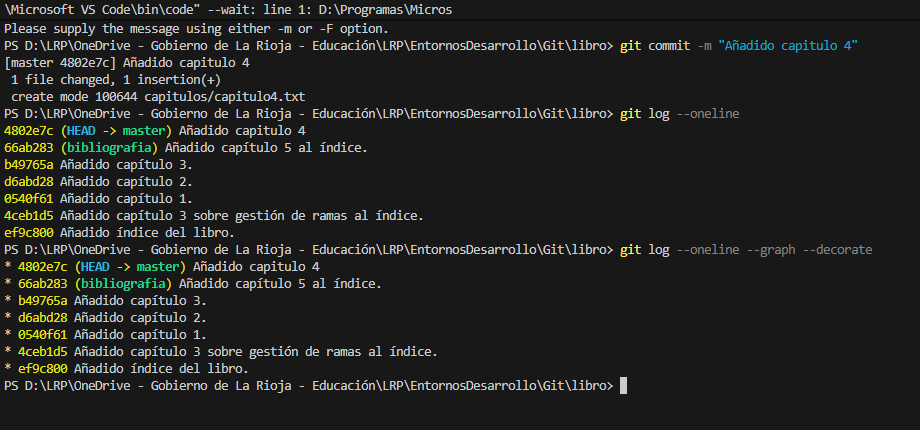 \Microsoft VS Code\bin\code" --wait: line 1: D:\Programas\Micros
Please supply the message using either -m or -F option.
PS D:\LRP\OneDrive - Gobierno de La Rioja - Educación\LRP\EntornosDesarrollo\Git\libro> git commit -m "Añadido capitulo 4"
[master 4802e7c] Añadido capitulo 4
 1 file changed, 1 insertion(+)
 create mode 100644 capitulos/capitulo4.txt
PS D:\LRP\OneDrive - Gobierno de La Rioja - Educación\LRP\EntornosDesarrollo\Git\libro> git log --oneline
4802e7c (HEAD -> master) Añadido capitulo 4
66ab283 (bibliografia) Añadido capítulo 5 al índice.
b49765a Añadido capítulo 3.
d6abd28 Añadido capítulo 2.
0540f61 Añadido capítulo 1.
4ceb1d5 Añadido capítulo 3 sobre gestión de ramas al índice.
ef9c800 Añadido índice del libro.
PS D:\LRP\OneDrive - Gobierno de La Rioja - Educación\LRP\EntornosDesarrollo\Git\libro> git log --oneline --graph --decorate
* 4802e7c (HEAD -> master) Añadido capitulo 4
* 66ab283 (bibliografia) Añadido capítulo 5 al índice.
* b49765a Añadido capítulo 3.
* d6abd28 Añadido capítulo 2.
* 0540f61 Añadido capítulo 1.
* 4ceb1d5 Añadido capítulo 3 sobre gestión de ramas al índice.
* ef9c800 Añadido índice del libro.
PS D:\LRP\OneDrive - Gobierno de La Rioja - Educación\LRP\EntornosDesarrollo\Git\libro>